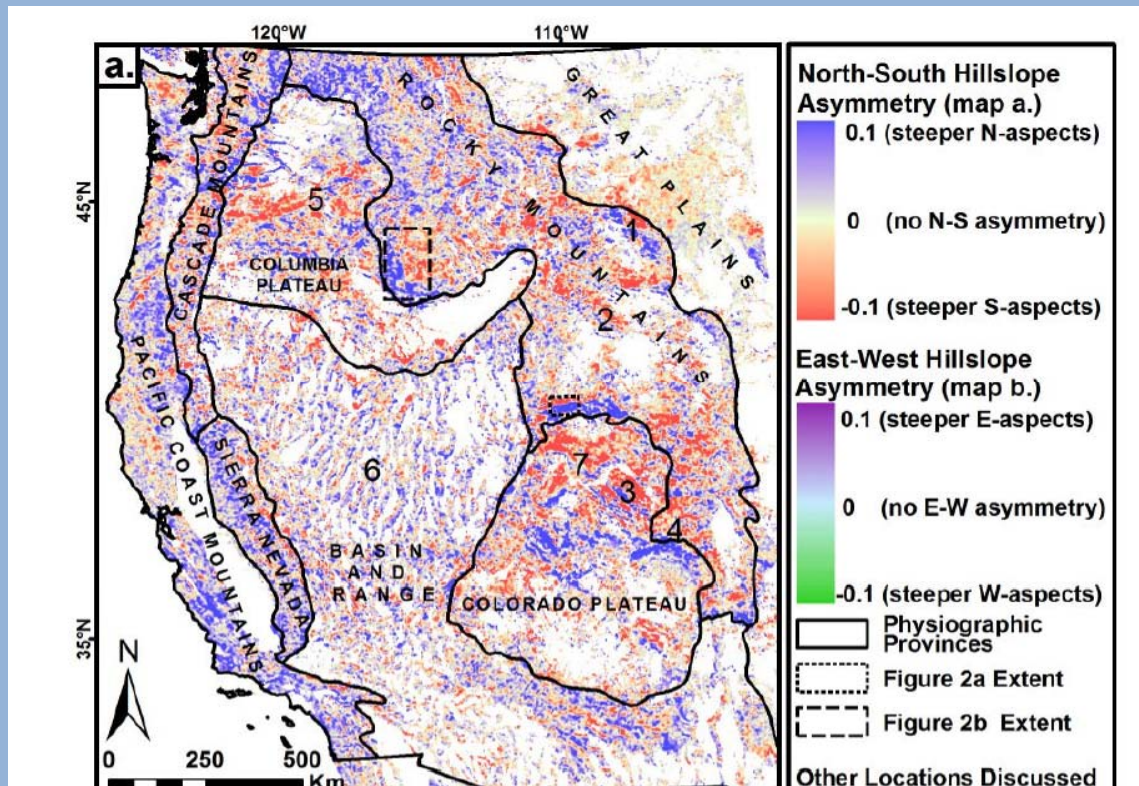 120°W
110°W
a.
45°N
35°N
ROCKY MOUNTAINS
GREAT PLAINS
CASCADE MOUNTAINS
COLUMBIA
PLATEAU
PACIFIC COAST MOUNTAINS
SIERRA NEVADA
BASIN
AND
RANGE
COLORADO PLATEAU
1
2
3
4
5
6
7
N
0 250 500
Km
North-South Hillslope
Asymmetry (map a.)
0.1 (steeper N-aspects)
0 (no N-S asymmetry)
-0.1 (steeper S-aspects)
East-West Hillslope
Asymmetry (map b.)
0.1 (steeper E-aspects)
0 (no E-W asymmetry)
-0.1 (steeper W-aspects)
Physiographic
Provinces
Figure 2a Extent
Figure 2b Extent
Other Locations Discussed